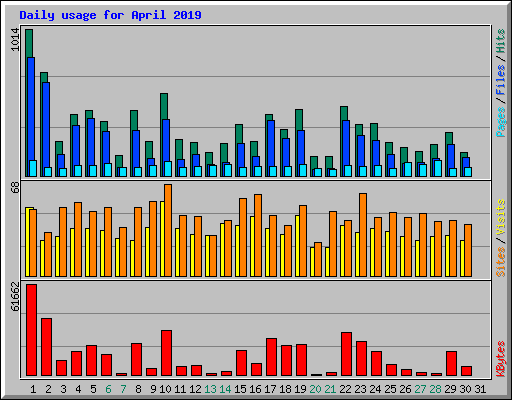 Daily usage for April 2019
1014
Pages / Files / Hits
68
Sites / Visits
61662
KBytes
1 2 3 4 5 6 7 8 9 10 11 12 13 14 15 16 17 18 19 20 21 22 23 24 25 26 27 28 29 30 31